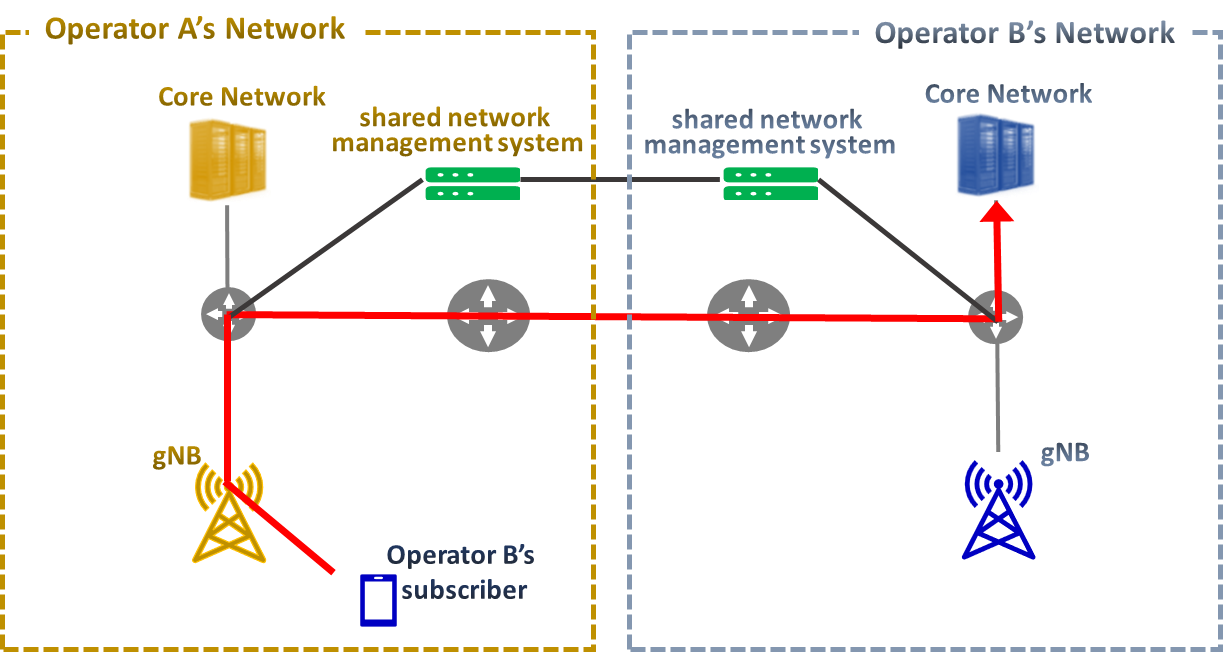 Operator A's Network
Operator B's Network
Core Network
shared network
management system
shared network
management system
Core Network
gNB
gNB
Operator B's
subscriber